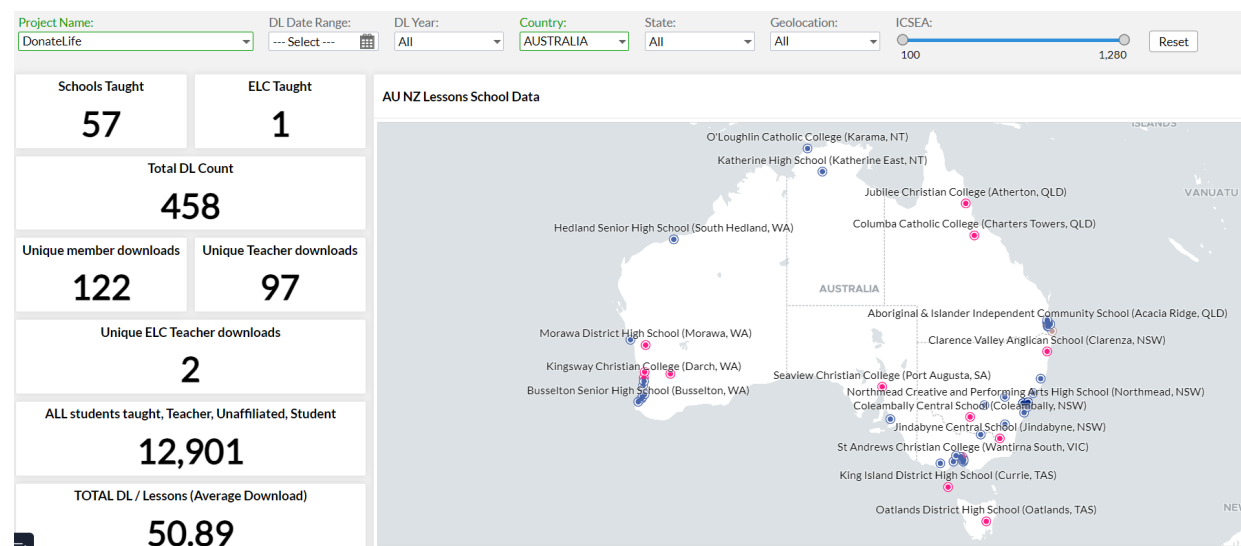 Project Name:
DL Date Range:
DL Year:
Country:
State:
Geolocation:
ICSEA:
DonateLife
--- Select ---
All
AUSTRALIA
All
All
100
1,280
Reset
Schools Taught
57
ELC Taught
1
Total DL Count
458
Unique member downloads
122
Unique Teacher downloads
97
Unique ELC Teacher downloads
2
ALL students taught, Teacher, Unaffiliated, Student
12,901
TOTAL DL / Lessons (Average Download)
50.89
AU NZ Lessons School Data
ISLANDS
O'Loughlin Catholic College (Karama, NT)
Katherine High School (Katherine East, NT)
Jubilee Christian College (Atherton, QLD)
VANUATU
Columba Catholic College (Charters Towers, QLD)
Hedland Senior High School (South Hedland, WA)
AUSTRALIA
Aboriginal & Islander Independent Community School (Acacia Ridge, QLD)
Morawa District High School (Morawa, WA)
Clarence Valley Anglican School (Clarenza, NSW)
Kingsway Christian College (Darch, WA)
Seaview Christian College (Port Augusta, SA)
Busselton Senior High School (Busselton, WA)
Northmead Creative and Performing Arts High School (Northmead, NSW)
Coleambally Central School (Coleambally, NSW)
Jindabyne Central School (Jindabyne, NSW)
St Andrews Christian College (Wantirna South, VIC)
King Island District High School (Currie, TAS)
Oatlands District High School (Oatlands, TAS)